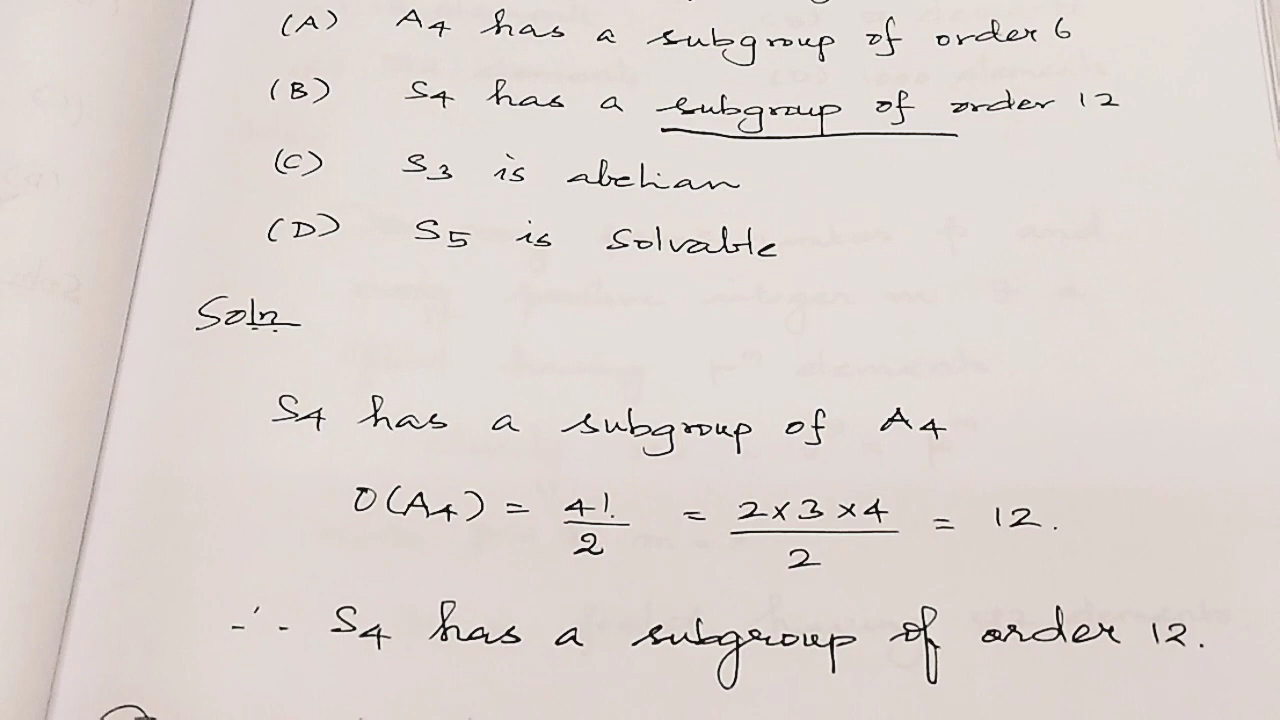 (A) A4 has a subgroup of order 6
(B) S4 has a subgroup of order 12
(C) S3 is abelian
(D) S5 is Solvable
Soln
S4 has a subgroup of A4
O(A4) = 4!/2 = 2×3×4/2 = 12.
∴ S4 has a subgroup of order 12.